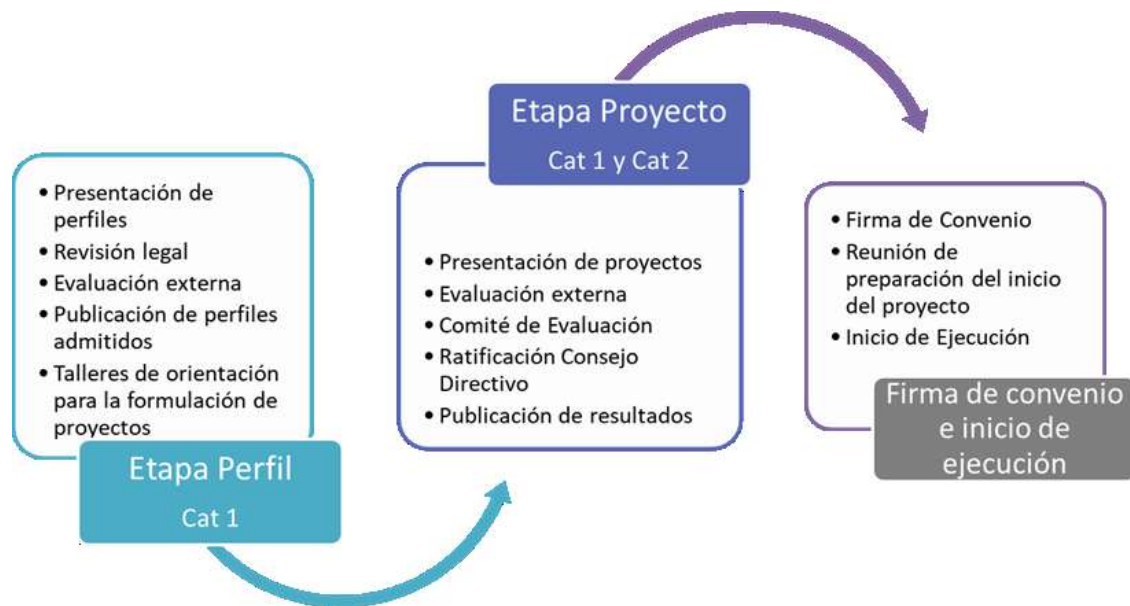 • Presentación de
perfiles
• Revisión legal
• Evaluación externa
• Publicación de perfiles
admitidos
• Talleres de orientación
para la formulación de
proyectos
Etapa Perfil
Cat 1
Etapa Proyecto
Cat 1 y Cat 2
• Presentación de proyectos
• Evaluación externa
• Comité de Evaluación
• Ratificación Consejo
Directivo
• Publicación de resultados
• Firma de Convenio
• Reunión de
preparación del inicio
del proyecto
• Inicio de Ejecución
Firma de convenio
e inicio de
ejecución